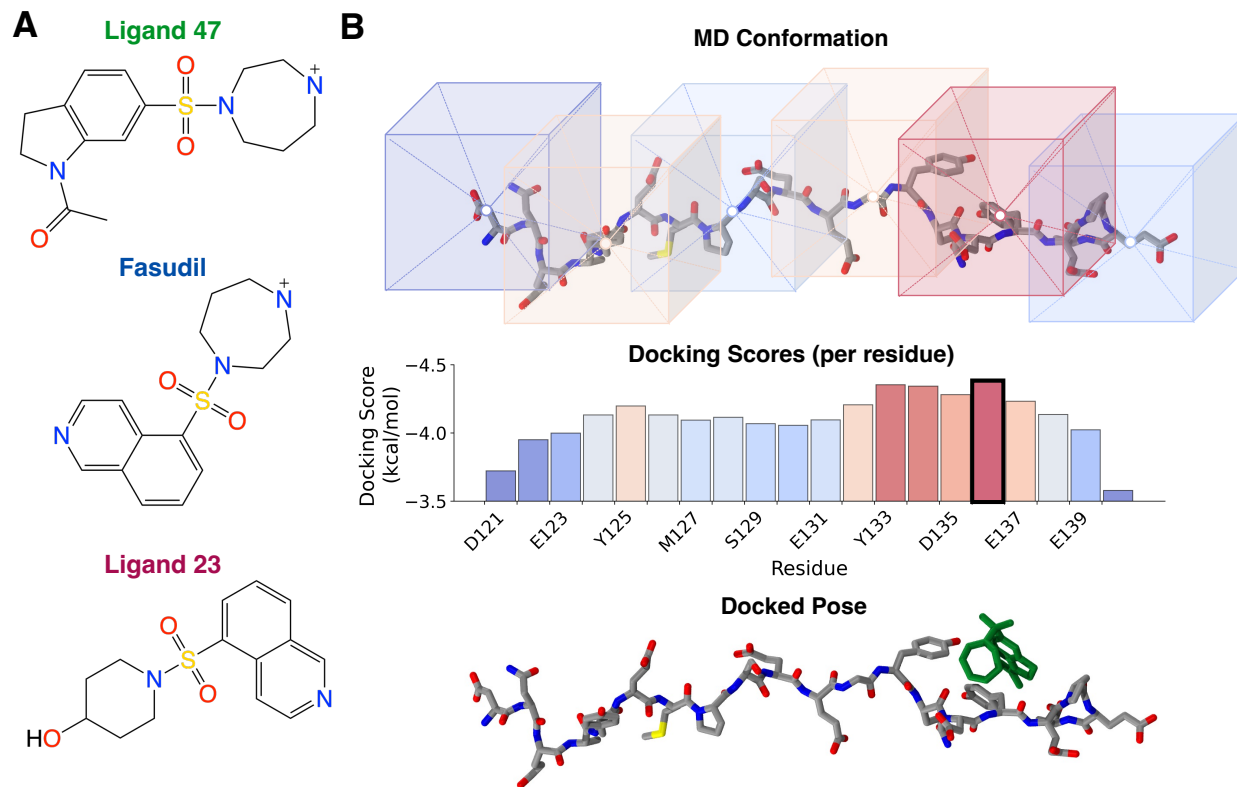 A
Ligand 47
O
S
O
N
N
+
N
O
Fasudil
+
N
N
O
S
O
N
Ligand 23
O
S
N
O
N
HO
B
MD Conformation
Docking Scores (per residue)
Docking Score
(kcal/mol)
−4.5
−4.0
−3.5
D121
E123
Y125
M127
S129
E131
Y133
D135
E137
E139
Residue
Docked Pose